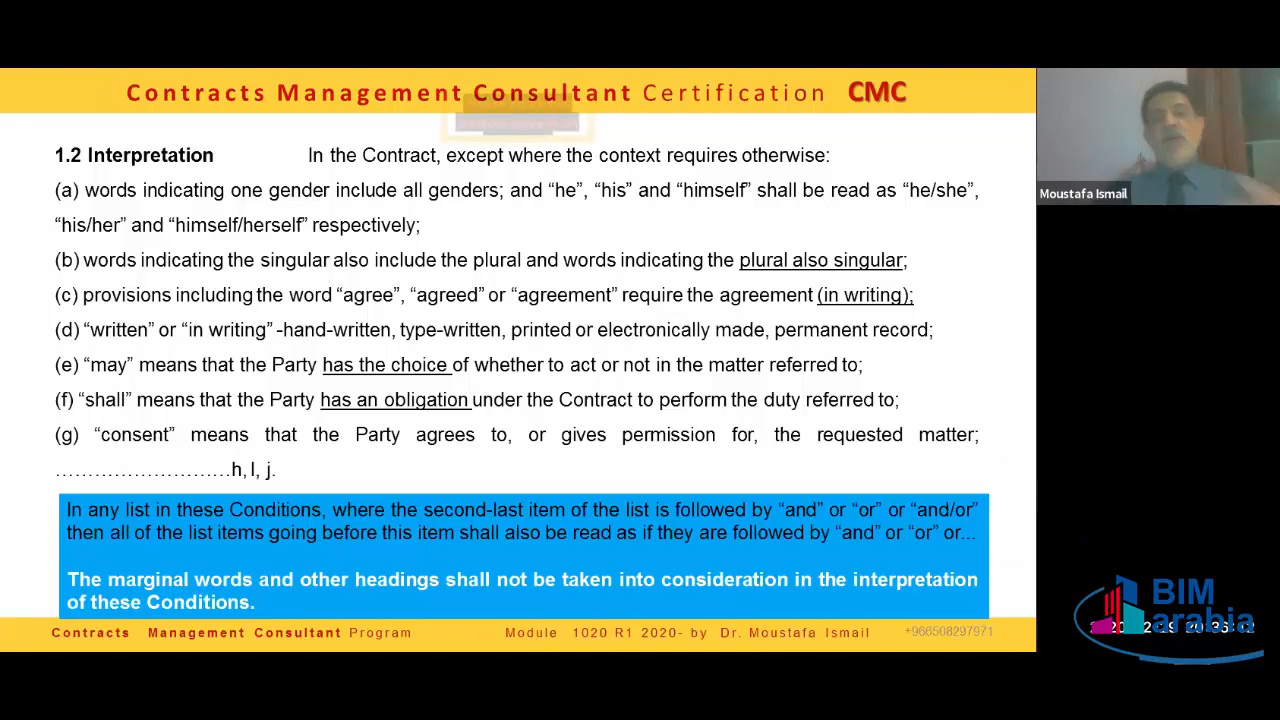 Contracts Management Consultant Certification CMC
1.2 Interpretation In the Contract, except where the context requires otherwise:
(a) words indicating one gender include all genders; and “he”, “his” and “himself” shall be read as “he/she”,
“his/her” and “himself/herself” respectively;
(b) words indicating the singular also include the plural and words indicating the plural also singular;
(c) provisions including the word “agree”, “agreed” or “agreement” require the agreement (in writing);
(d) “written” or “in writing” -hand-written, type-written, printed or electronically made, permanent record;
(e) “may” means that the Party has the choice of whether to act or not in the matter referred to;
(f) “shall” means that the Party has an obligation under the Contract to perform the duty referred to;
(g) “consent” means that the Party agrees to, or gives permission for, the requested matter;
……………………….h, I, j.
In any list in these Conditions, where the second-last item of the list is followed by “and” or “or” or “and/or”
then all of the list items going before this item shall also be read as if they are followed by “and” or “or” or...
The marginal words and other headings shall not be taken into consideration in the interpretation
of these Conditions.
Contracts Management Consultant Program Module 1020 R1 2020- by Dr. Moustafa Ismail +966508297971
Moustafa Ismail
BIM
arabia